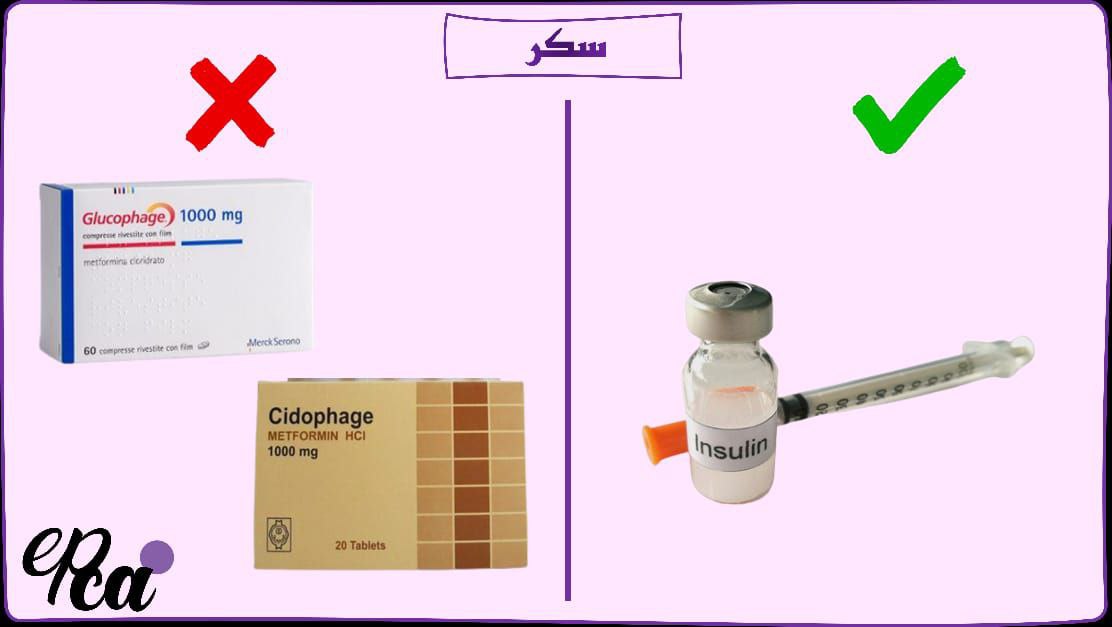 سكر
Glucophage 1000 mg
compresse rivestite con film
metformina cloridrato
60 compresse rivestite con film
Merck Serono
Cidophage
METFORMIN HCl
1000 mg
20 Tablets
Insulin
epca